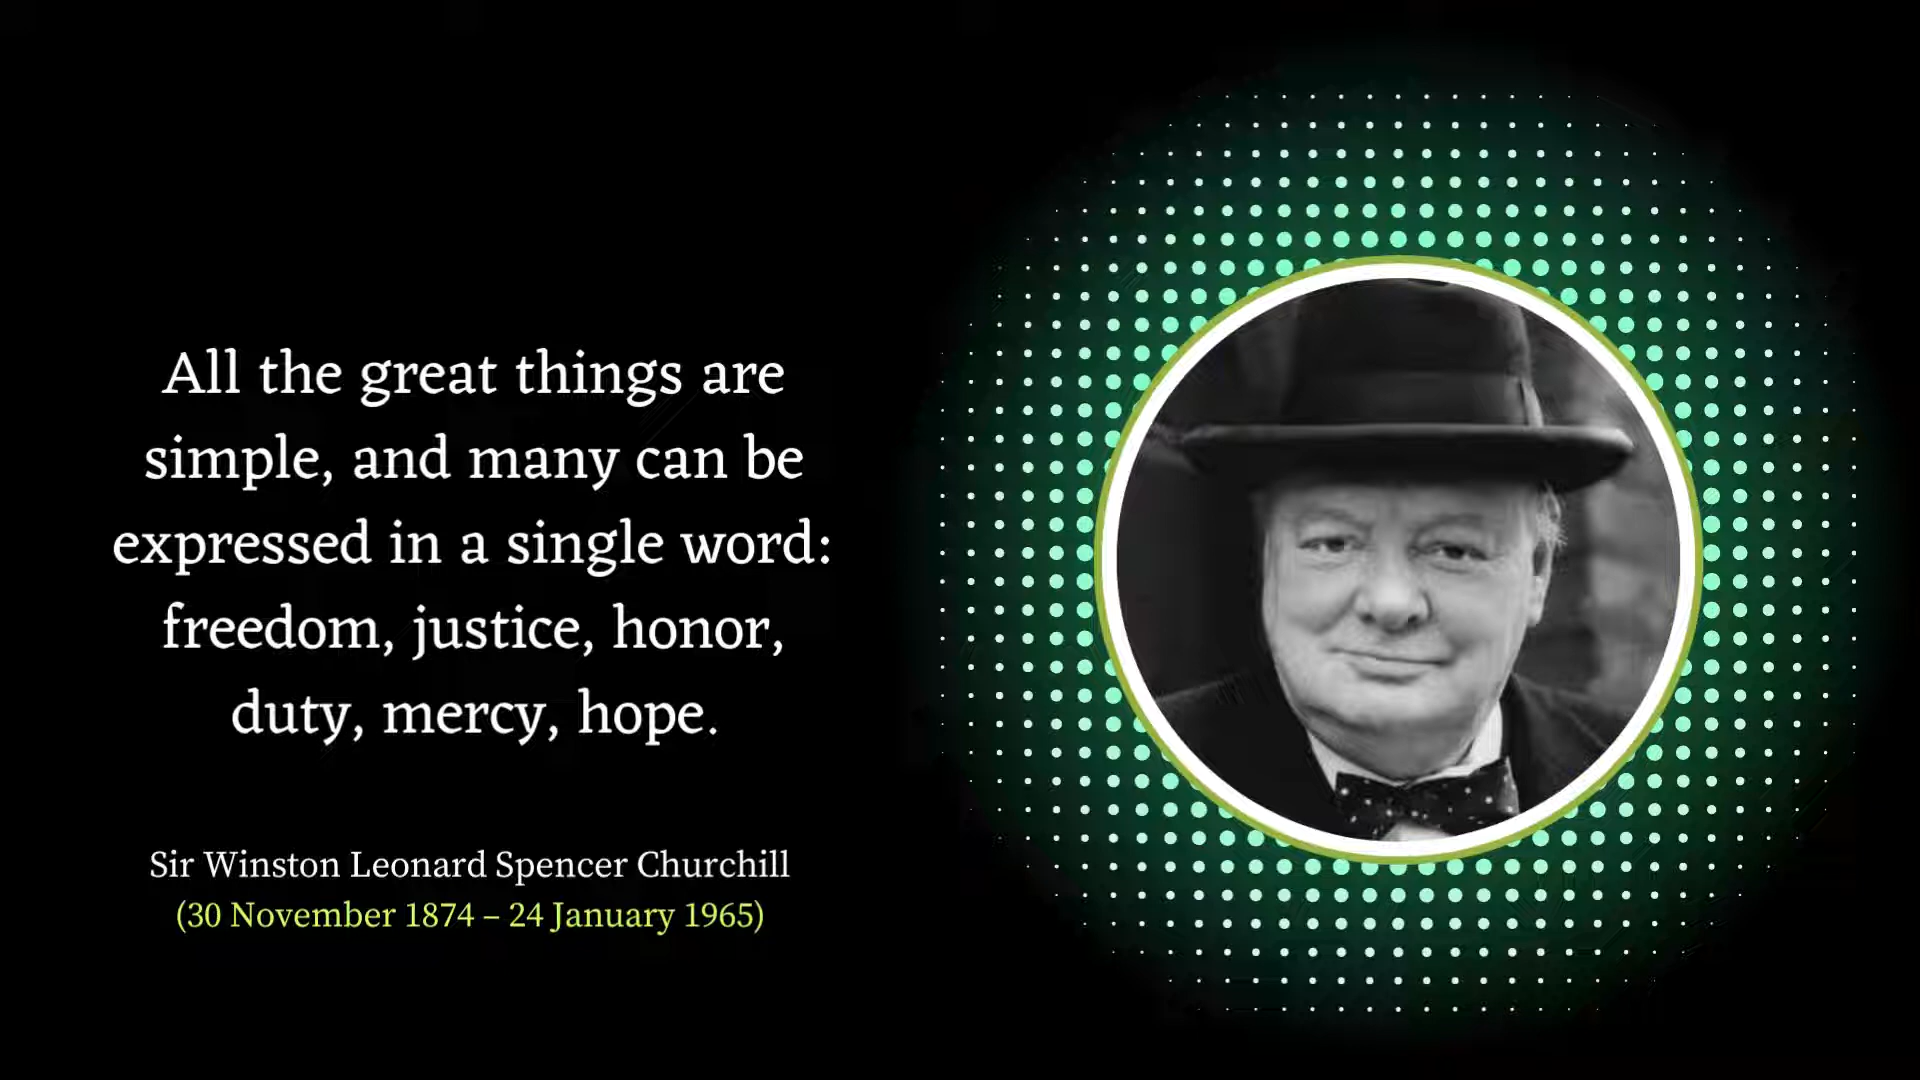 All the great things are
simple, and many can be
expressed in a single word:
freedom, justice, honor,
duty, mercy, hope.
Sir Winston Leonard Spencer Churchill
(30 November 1874 – 24 January 1965)